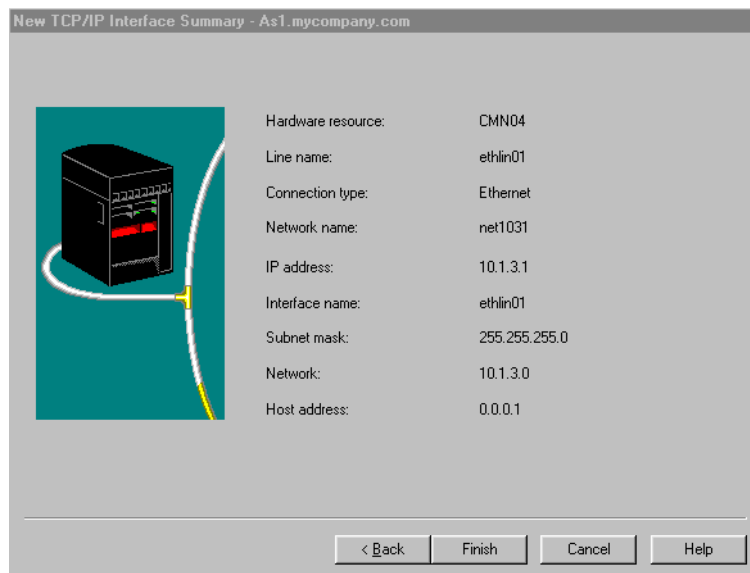 New TCP/IP Interface Summary - As1.mycompany.com
Hardware resource: CMN04
Line name: ethlin01
Connection type: Ethernet
Network name: net1031
IP address: 10.1.3.1
Interface name: ethlin01
Subnet mask: 255.255.255.0
Network: 10.1.3.0
Host address: 0.0.0.1
< Back Finish Cancel Help